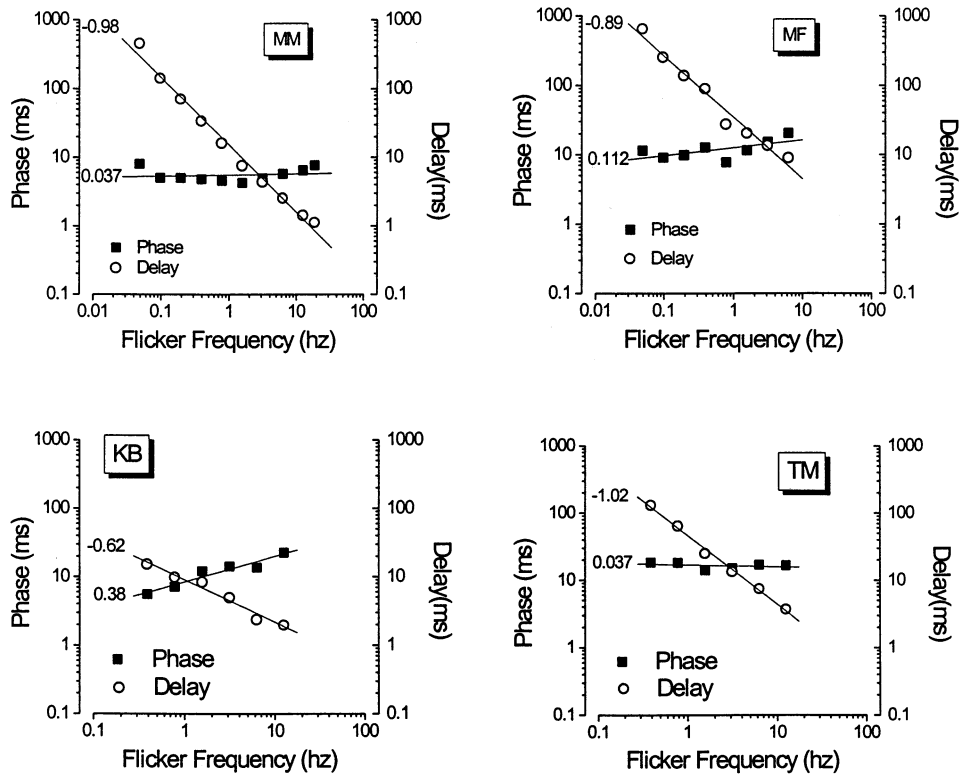 MM
1000
100
10
1
0.1
Phase (ms)
-0.98
0.037
Phase
Delay
0.01
0.1
1
10
100
Flicker Frequency (hz)
1000
100
10
1
0.1
Delay(ms)
MF
1000
100
10
1
0.1
Phase (ms)
-0.89
0.112
Phase
Delay
0.01
0.1
1
10
100
Flicker Frequency (hz)
1000
100
10
1
0.1
Delay(ms)
KB
1000
100
10
1
0.1
Phase (ms)
-0.62
0.38
Phase
Delay
0.1
1
10
100
Flicker Frequency (hz)
1000
100
10
1
0.1
Delay(ms)
TM
1000
100
10
1
0.1
Phase (ms)
-1.02
0.037
Phase
Delay
0.1
1
10
100
Flicker Frequency (hz)
1000
100
10
1
0.1
Delay(ms)